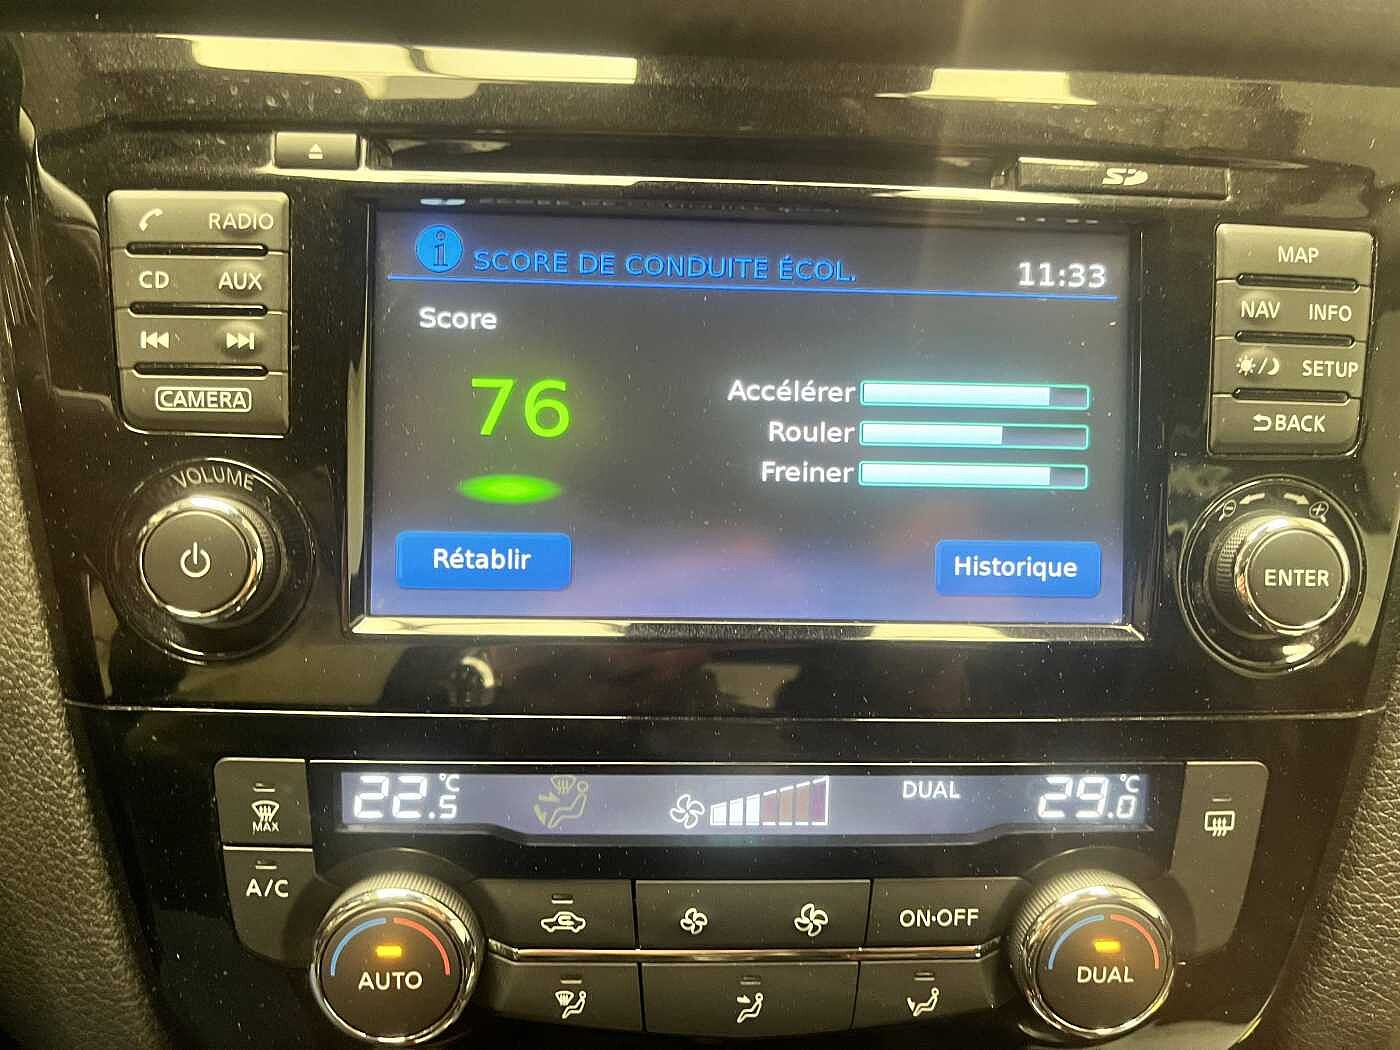 RADIO
CD AUX
CAMERA
VOLUME
SCORE DE CONDUITE ÉCOL. 11:33
Score
76
Accélérer
Rouler
Freiner
Rétablir
Historique
SD
MAP
NAV INFO
SETUP
BACK
ENTER
22.5 °C
DUAL
29.0 °C
MAX
A/C
AUTO
ON·OFF
DUAL